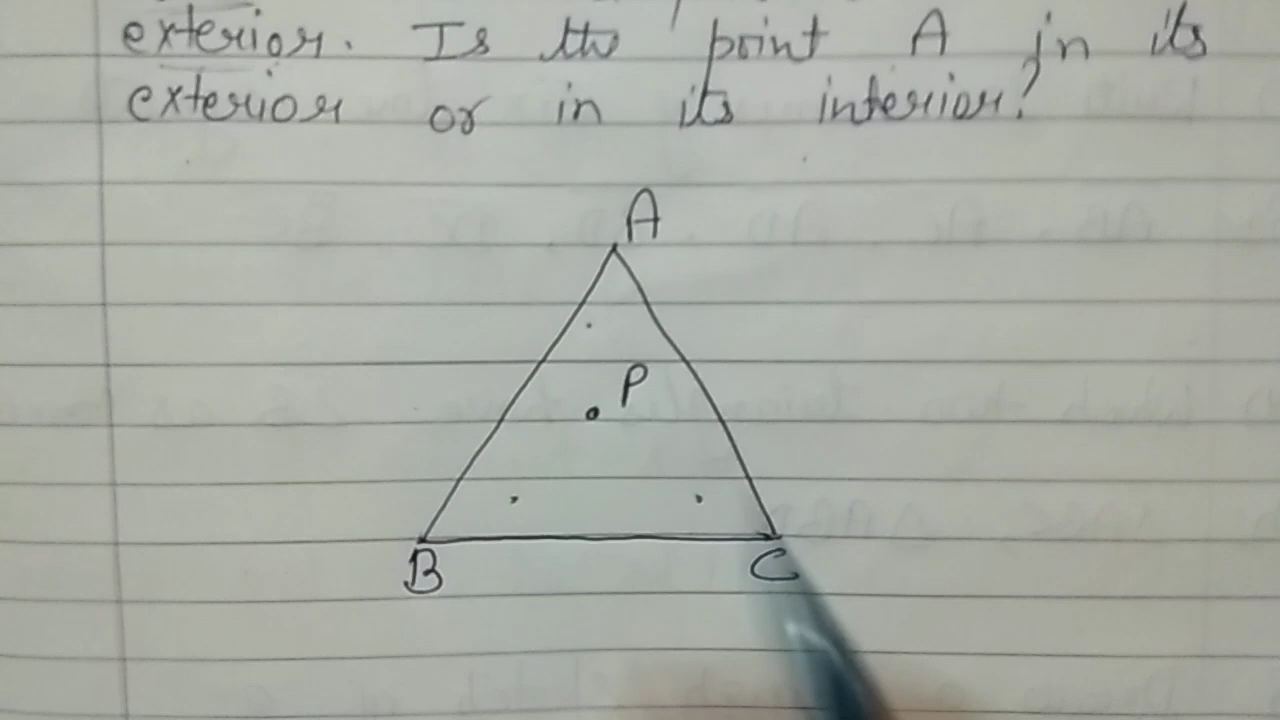 exterior. Is the point A in its
exterior or in its interior?
A
P
B
C